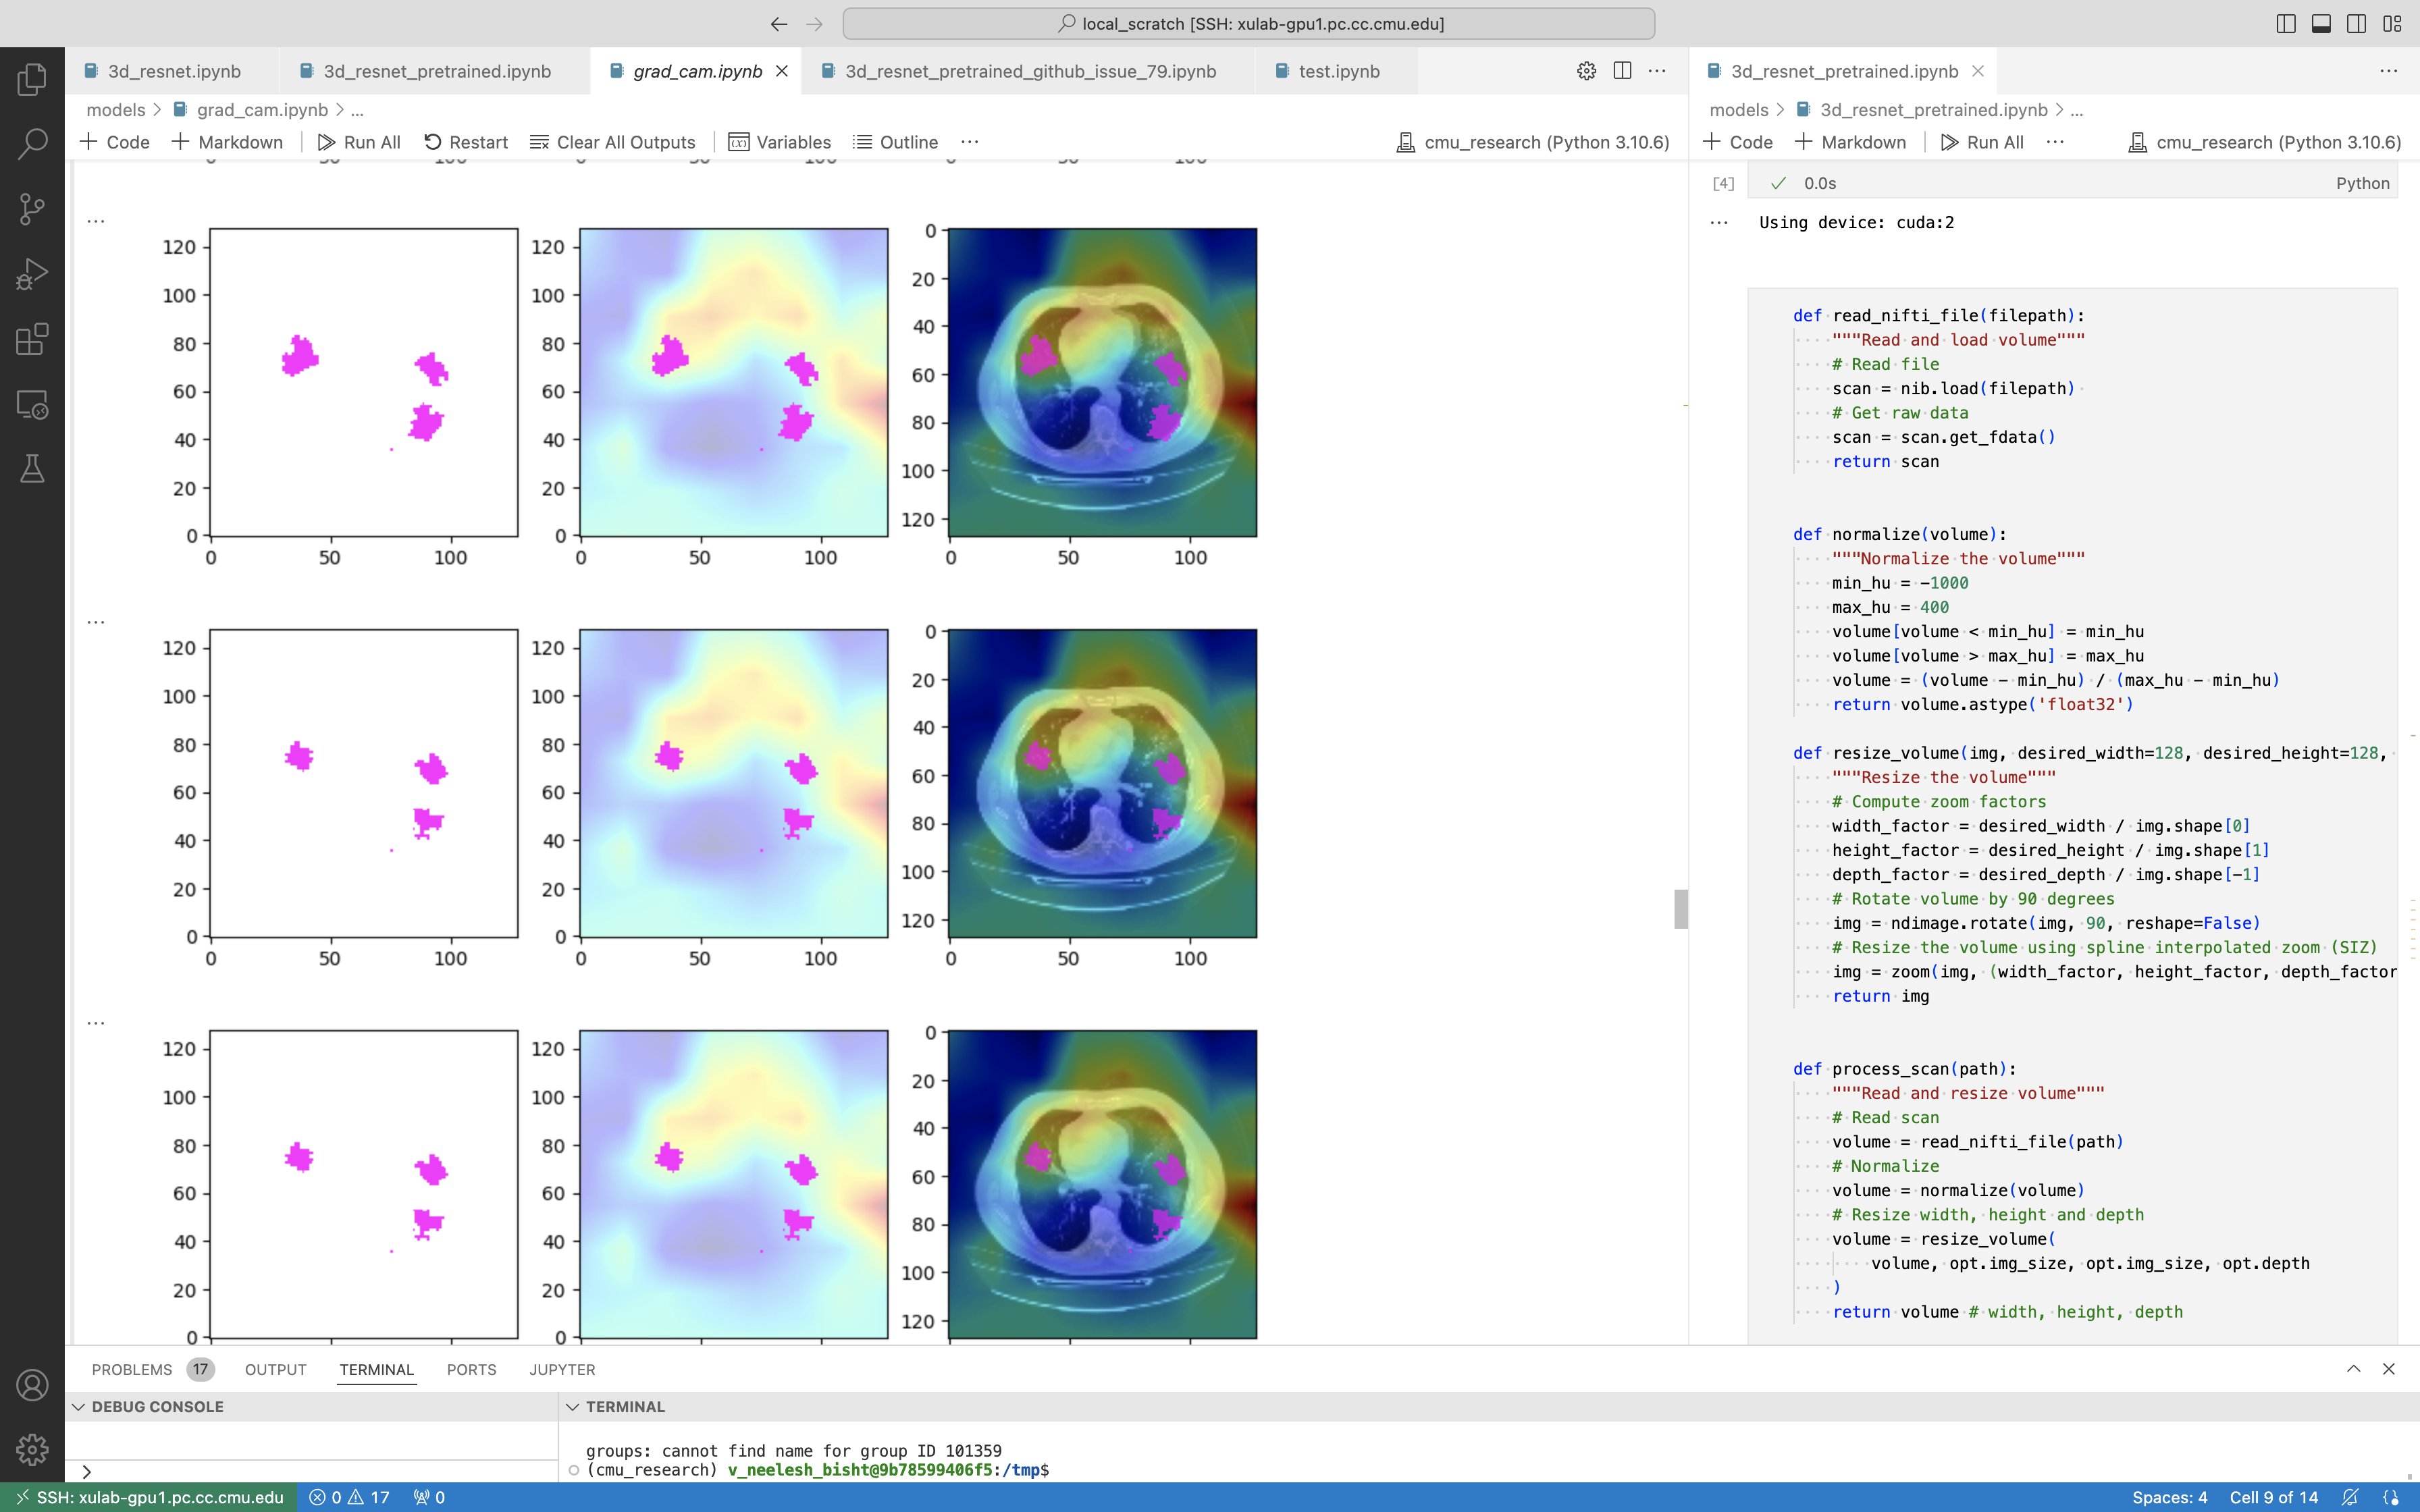 local_scratch [SSH: xulab-gpu1.pc.cc.cmu.edu]
3d_resnet.ipynb
3d_resnet_pretrained.ipynb
grad_cam.ipynb
3d_resnet_pretrained_github_issue_79.ipynb
test.ipynb
models > grad_cam.ipynb > ...
+ Code + Markdown Run All Restart Clear All Outputs Variables Outline ... cmu_research (Python 3.10.6)
0 50 100 0 50 100 0 50 100
...
120 100 80 60 40 20 0
0 50 100
120 100 80 60 40 20 0
0 50 100
0 20 40 60 80 100 120
0 50 100
...
120 100 80 60 40 20 0
0 50 100
120 100 80 60 40 20 0
0 50 100
0 20 40 60 80 100 120
0 50 100
...
120 100 80 60 40 20 0
120 100 80 60 40 20 0
0 20 40 60 80 100 120
3d_resnet_pretrained.ipynb
models > 3d_resnet_pretrained.ipynb > ...
+ Code + Markdown Run All ... cmu_research (Python 3.10.6)
[4] 0.0s Python
... Using device: cuda:2
def read_nifti_file(filepath):
"""Read and load volume"""
# Read file
scan = nib.load(filepath)
# Get raw data
scan = scan.get_fdata()
return scan
def normalize(volume):
"""Normalize the volume"""
min_hu = -1000
max_hu = 400
volume[volume < min_hu] = min_hu
volume[volume > max_hu] = max_hu
volume = (volume - min_hu) / (max_hu - min_hu)
return volume.astype('float32')
def resize_volume(img, desired_width=128, desired_height=128,
"""Resize the volume"""
# Compute zoom factors
width_factor = desired_width / img.shape[0]
height_factor = desired_height / img.shape[1]
depth_factor = desired_depth / img.shape[-1]
# Rotate volume by 90 degrees
img = ndimage.rotate(img, 90, reshape=False)
# Resize the volume using spline interpolated zoom (SIZ)
img = zoom(img, (width_factor, height_factor, depth_factor
return img
def process_scan(path):
"""Read and resize volume"""
# Read scan
volume = read_nifti_file(path)
# Normalize
volume = normalize(volume)
# Resize width, height and depth
volume = resize_volume(
volume, opt.img_size, opt.img_size, opt.depth
)
return volume # width, height, depth
PROBLEMS 17 OUTPUT TERMINAL PORTS JUPYTER
DEBUG CONSOLE
>
TERMINAL
groups: cannot find name for group ID 101359
(cmu_research) v_neelesh_bisht@9b78599406f5:/tmp$
SSH: xulab-gpu1.pc.cc.cmu.edu 0 17 0 Spaces: 4 Cell 9 of 14